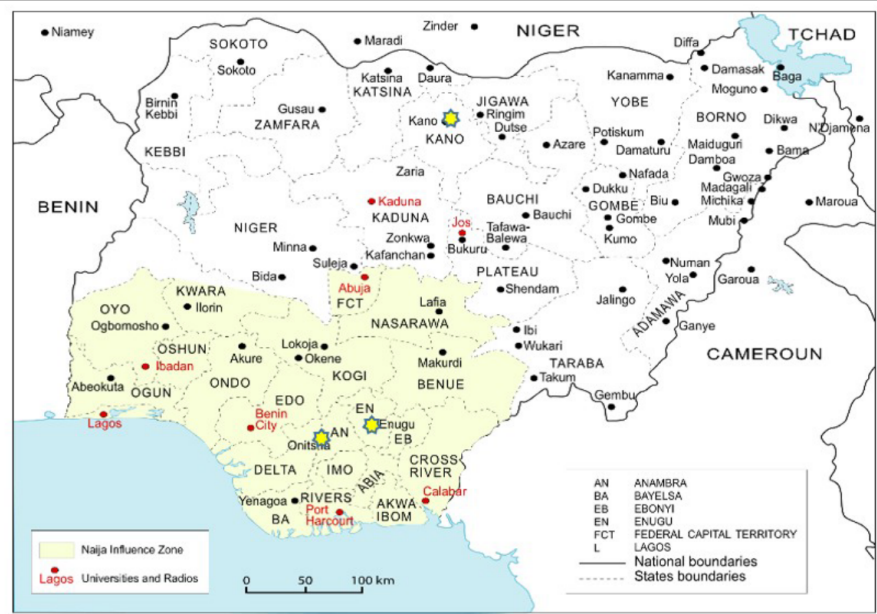 Zinder
NIGER
TCHAD
Niamey
Maradi
Diffa
SOKOTO
Sokoto
Katsina
KATSINA
Daura
Kanamma
Damasak
Baga
Moguno
Birnin
Kebbi
Gusau
ZAMFARA
Kano
KANO
JIGAWA
Ringim
Dutse
YOBE
BORNO
Dikwa
N'Djamena
KEBBI
Azare
Potiskum
Damaturu
Maiduguri
Bama
Damboa
Zaria
Nafada
Gwoza
BENIN
Kaduna
KADUNA
BAUCHI
Bauchi
Dukku
GOMBE
Gombe
Kumo
Biu
Madagali
Michika
Mubi
Maroua
NIGER
Jos
Bukuru
Tafawa-
Balewa
Minna
Zonkwa
Kafanchan
Suleja
Bida
Abuja
FCT
PLATEAU
Shendam
Numan
Yola
Garoua
KWARA
Ilorin
OYO
Ogbomosho
Lafia
NASARAWA
Jalingo
ADAMAWA
Ganye
Ibi
Wukari
OSHUN
Ibadan
Akure
Lokoja
Okene
KOGI
Makurdi
BENUE
TARABA
Takum
CAMEROUN
Abeokuta
OGUN
ONDO
EDO
Gembu
Lagos
Benin
City
EN
Enugu
AN
Onitsha
EB
DELTA
IMO
ABIA
CROSS-
RIVER
Calabar
Yenagoa
RIVERS
Port
Harcourt
BA
AKWA
IBOM
AN ANAMBRA
BA BAYELSA
EB EBONYI
EN ENUGU
FCT FEDERAL CAPITAL TERRITORY
L LAGOS
National boundaries
States boundaries
Naija Influence Zone
Lagos Universities and Radios
0 50 100 km